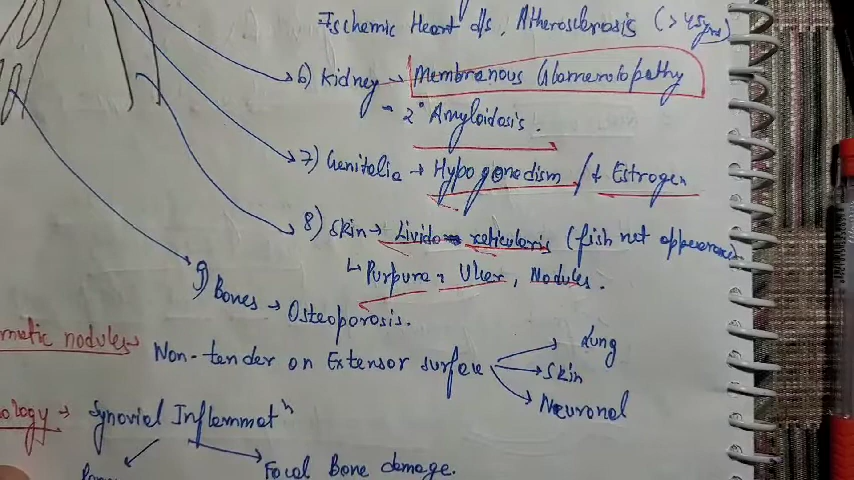 Ischemic Heart d/s, Atherosclerosis (> 45yrs)
6) Kidney → Membranous Glomerulopathy
- 2° Amyloidosis.
7) Genitalia → Hypogonadism / ↓ Estrogen
8) Skin → Livido reticularis (fish net appearance)
↳ Purpura, Ulcer, Nodules.
9) Bones → Osteoporosis.
matic nodules→ Non-tender on Extensor surface → Lung
→ Skin
→ Neuronal
ology → Synovial Inflammatⁿ
Focal Bone damage.